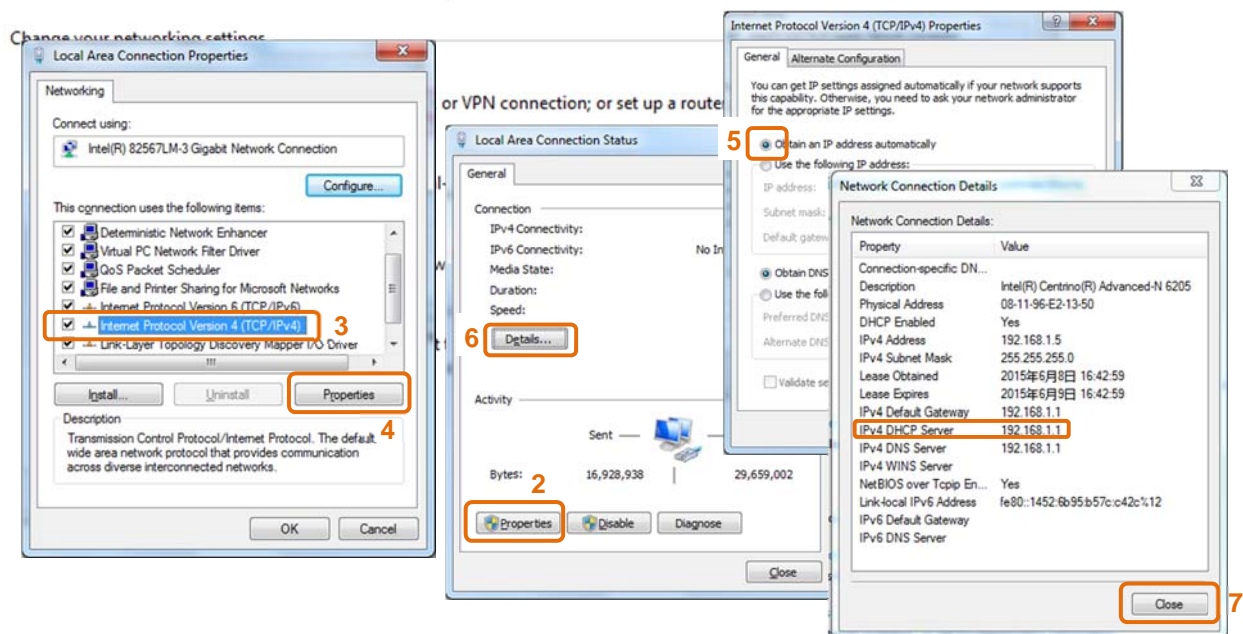 Change your networking settings
Local Area Connection Properties
Networking
Connect using:
Intel(R) 82567LM-3 Gigabit Network Connection
Configure...
This connection uses the following items:
Deterministic Network Enhancer
Virtual PC Network Filter Driver
QoS Packet Scheduler
File and Printer Sharing for Microsoft Networks
Internet Protocol Version 6 (TCP/IPv6)
Internet Protocol Version 4 (TCP/IPv4)
3
Link-Layer Topology Discovery Mapper I/O Driver
Install...
Uninstall
Properties
4
Description
Transmission Control Protocol/Internet Protocol. The default
wide area network protocol that provides communication
across diverse interconnected networks.
OK
Cancel
or VPN connection; or set up a route
Local Area Connection Status
General
Connection
IPv4 Connectivity:
IPv6 Connectivity:
No In
Media State:
Duration:
Speed:
6
Details...
Activity
Sent
Bytes:
16,928,938
29,659,002
2
Properties
Disable
Diagnose
Close
Internet Protocol Version 4 (TCP/IPv4) Properties
General
Alternate Configuration
You can get IP settings assigned automatically if your network supports
this capability. Otherwise, you need to ask your network administrator
for the appropriate IP settings.
5
Obtain an IP address automatically
Use the following IP address:
IP address:
Subnet mask:
Default gatew
Obtain DNS
Use the foll
Preferred DNS
Alternate DNS
Validate se
Network Connection Details
Network Connection Details:
Property Value
Connection-specific DN...
Description Intel(R) Centrino(R) Advanced-N 6205
Physical Address 08-11-96-E2-13-50
DHCP Enabled Yes
IPv4 Address 192.168.1.5
IPv4 Subnet Mask 255.255.255.0
Lease Obtained 2015年6月8日 16:42:59
Lease Expires 2015年6月9日 16:42:59
IPv4 Default Gateway 192.168.1.1
IPv4 DHCP Server 192.168.1.1
IPv4 DNS Server 192.168.1.1
IPv4 WINS Server
NetBIOS over Tcpip En... Yes
Link-local IPv6 Address fe80::1452:6b95:b57c:c42c%12
IPv6 Default Gateway
IPv6 DNS Server
Close
7